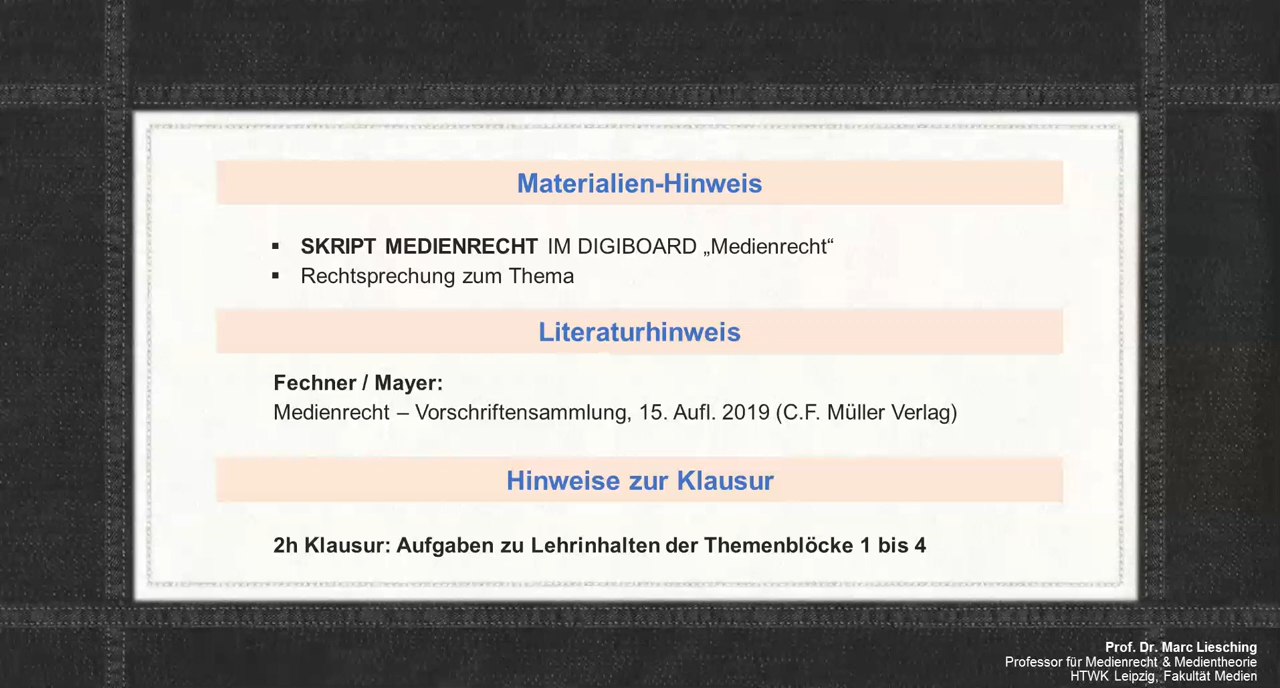 Materialien-Hinweis
▪ SKRIPT MEDIENRECHT IM DIGIBOARD „Medienrecht“
▪ Rechtsprechung zum Thema
Literaturhinweis
Fechner / Mayer:
Medienrecht – Vorschriftensammlung, 15. Aufl. 2019 (C.F. Müller Verlag)
Hinweise zur Klausur
2h Klausur: Aufgaben zu Lehrinhalten der Themenblöcke 1 bis 4
Prof. Dr. Marc Liesching
Professor für Medienrecht & Medientheorie
HTWK Leipzig, Fakultät Medien